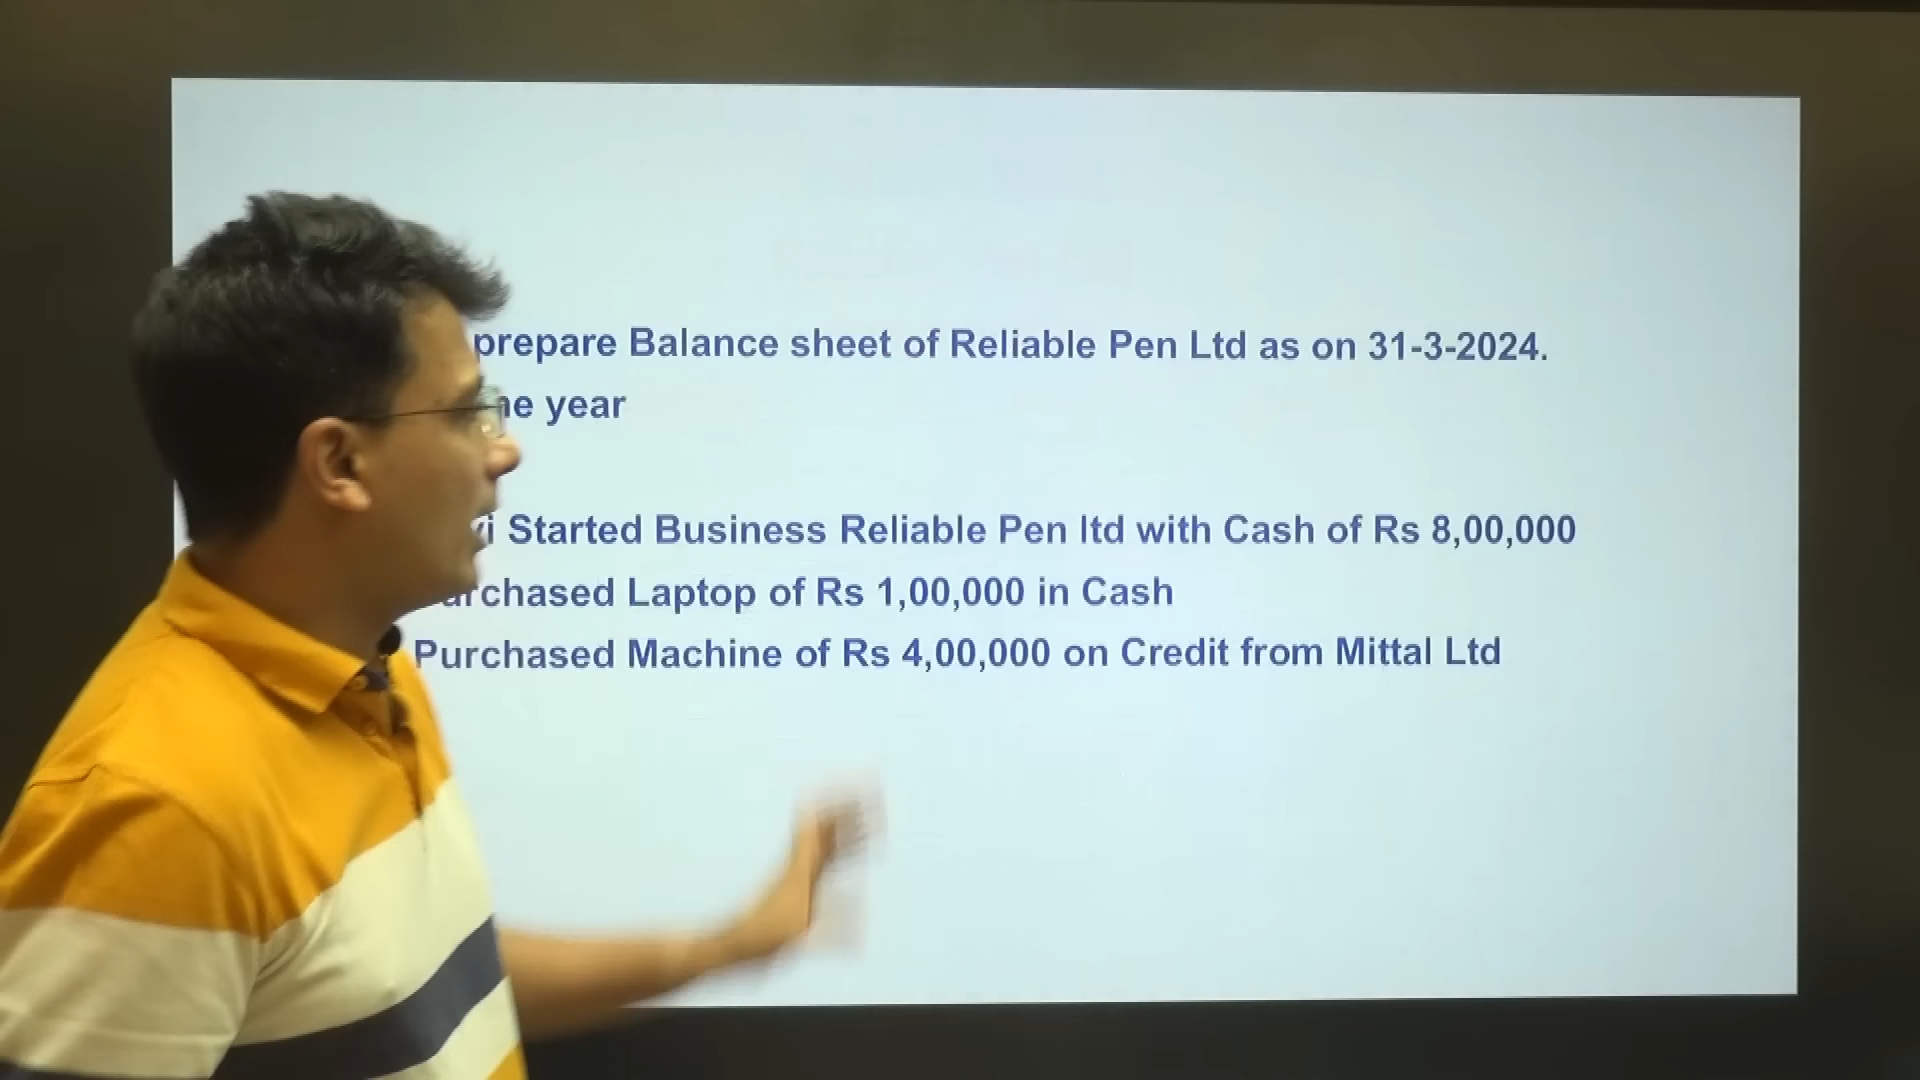 prepare Balance sheet of Reliable Pen Ltd as on 31-3-2024.
year
Started Business Reliable Pen ltd with Cash of Rs 8,00,000
Purchased Laptop of Rs 1,00,000 in Cash
Purchased Machine of Rs 4,00,000 on Credit from Mittal Ltd